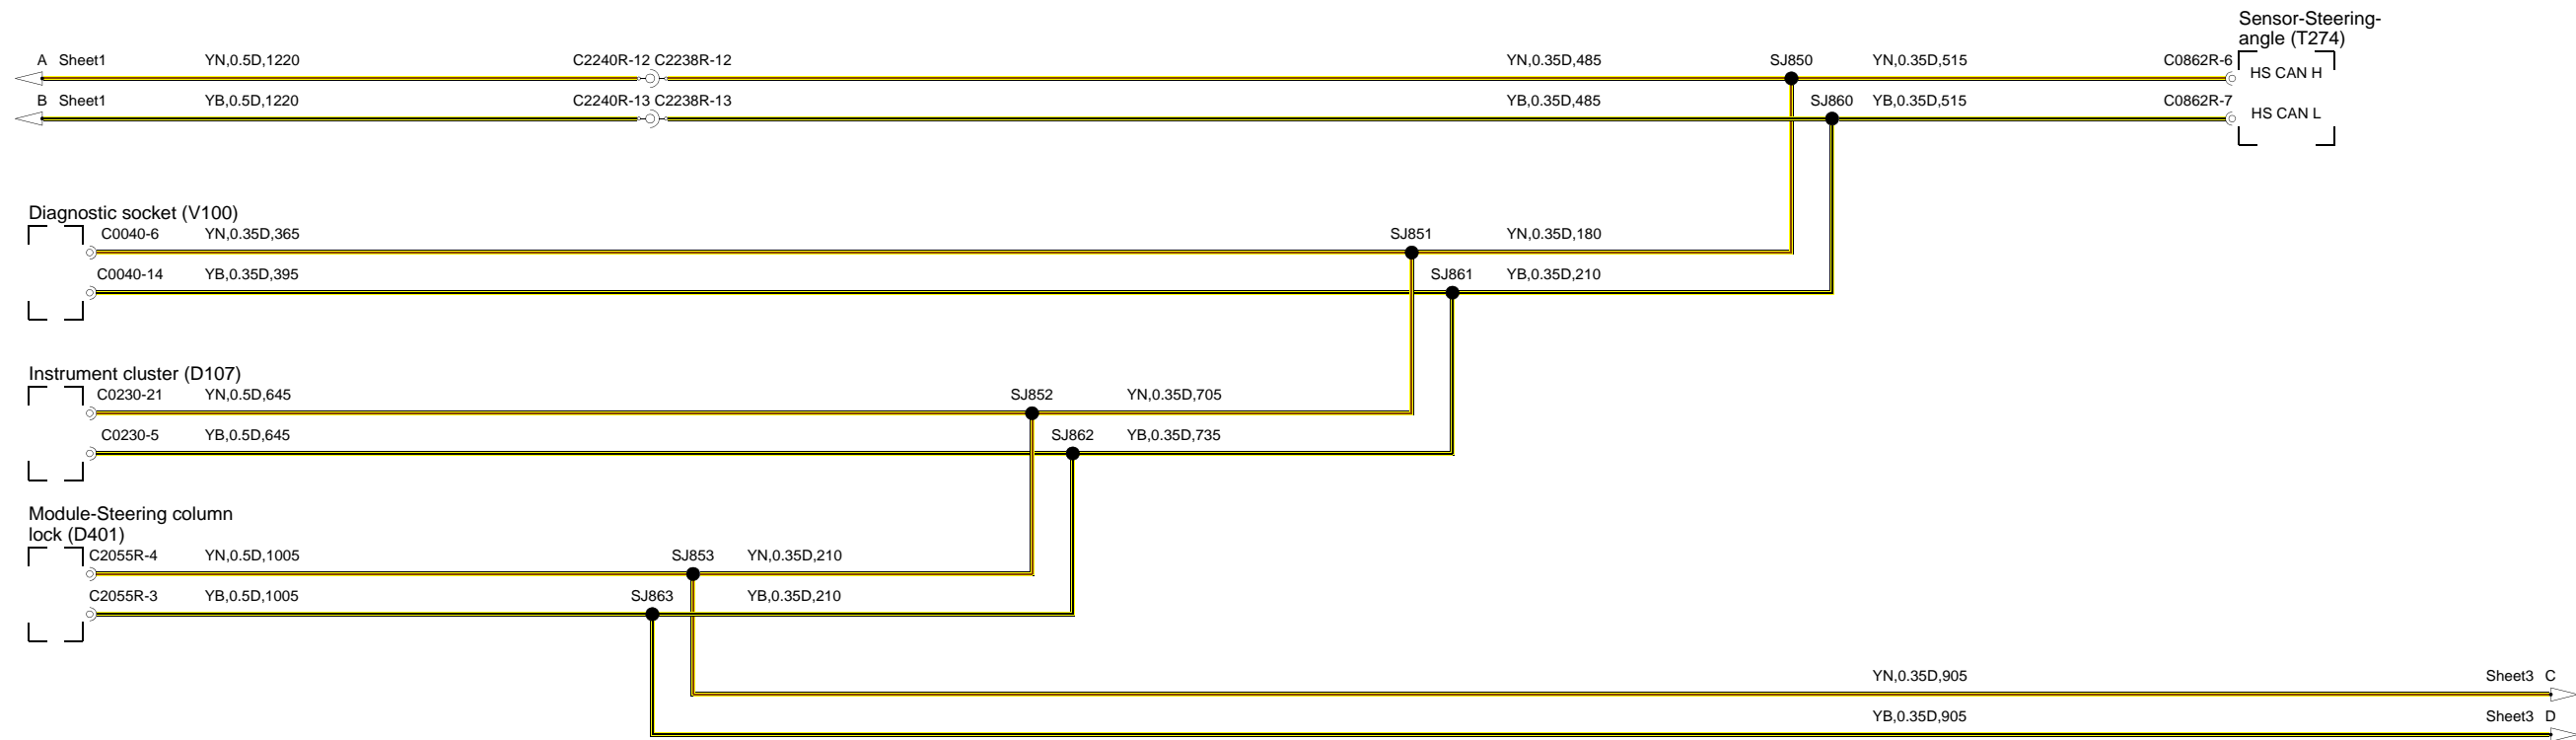 Sensor-Steering-
angle (T274)
A Sheet1 YN,0.5D,1220 C2240R-12 C2238R-12 YN,0.35D,485 SJ850 YN,0.35D,515 C0862R-6
HS CAN H
B Sheet1 YB,0.5D,1220 C2240R-13 C2238R-13 YB,0.35D,485 SJ860 YB,0.35D,515 C0862R-7
HS CAN L
Diagnostic socket (V100)
C0040-6 YN,0.35D,365 SJ851 YN,0.35D,180
C0040-14 YB,0.35D,395 SJ861 YB,0.35D,210
Instrument cluster (D107)
C0230-21 YN,0.5D,645 SJ852 YN,0.35D,705
C0230-5 YB,0.5D,645 SJ862 YB,0.35D,735
Module-Steering column
lock (D401)
C2055R-4 YN,0.5D,1005 SJ853 YN,0.35D,210
C2055R-3 YB,0.5D,1005 SJ863 YB,0.35D,210
YN,0.35D,905 Sheet3 C
YB,0.35D,905 Sheet3 D